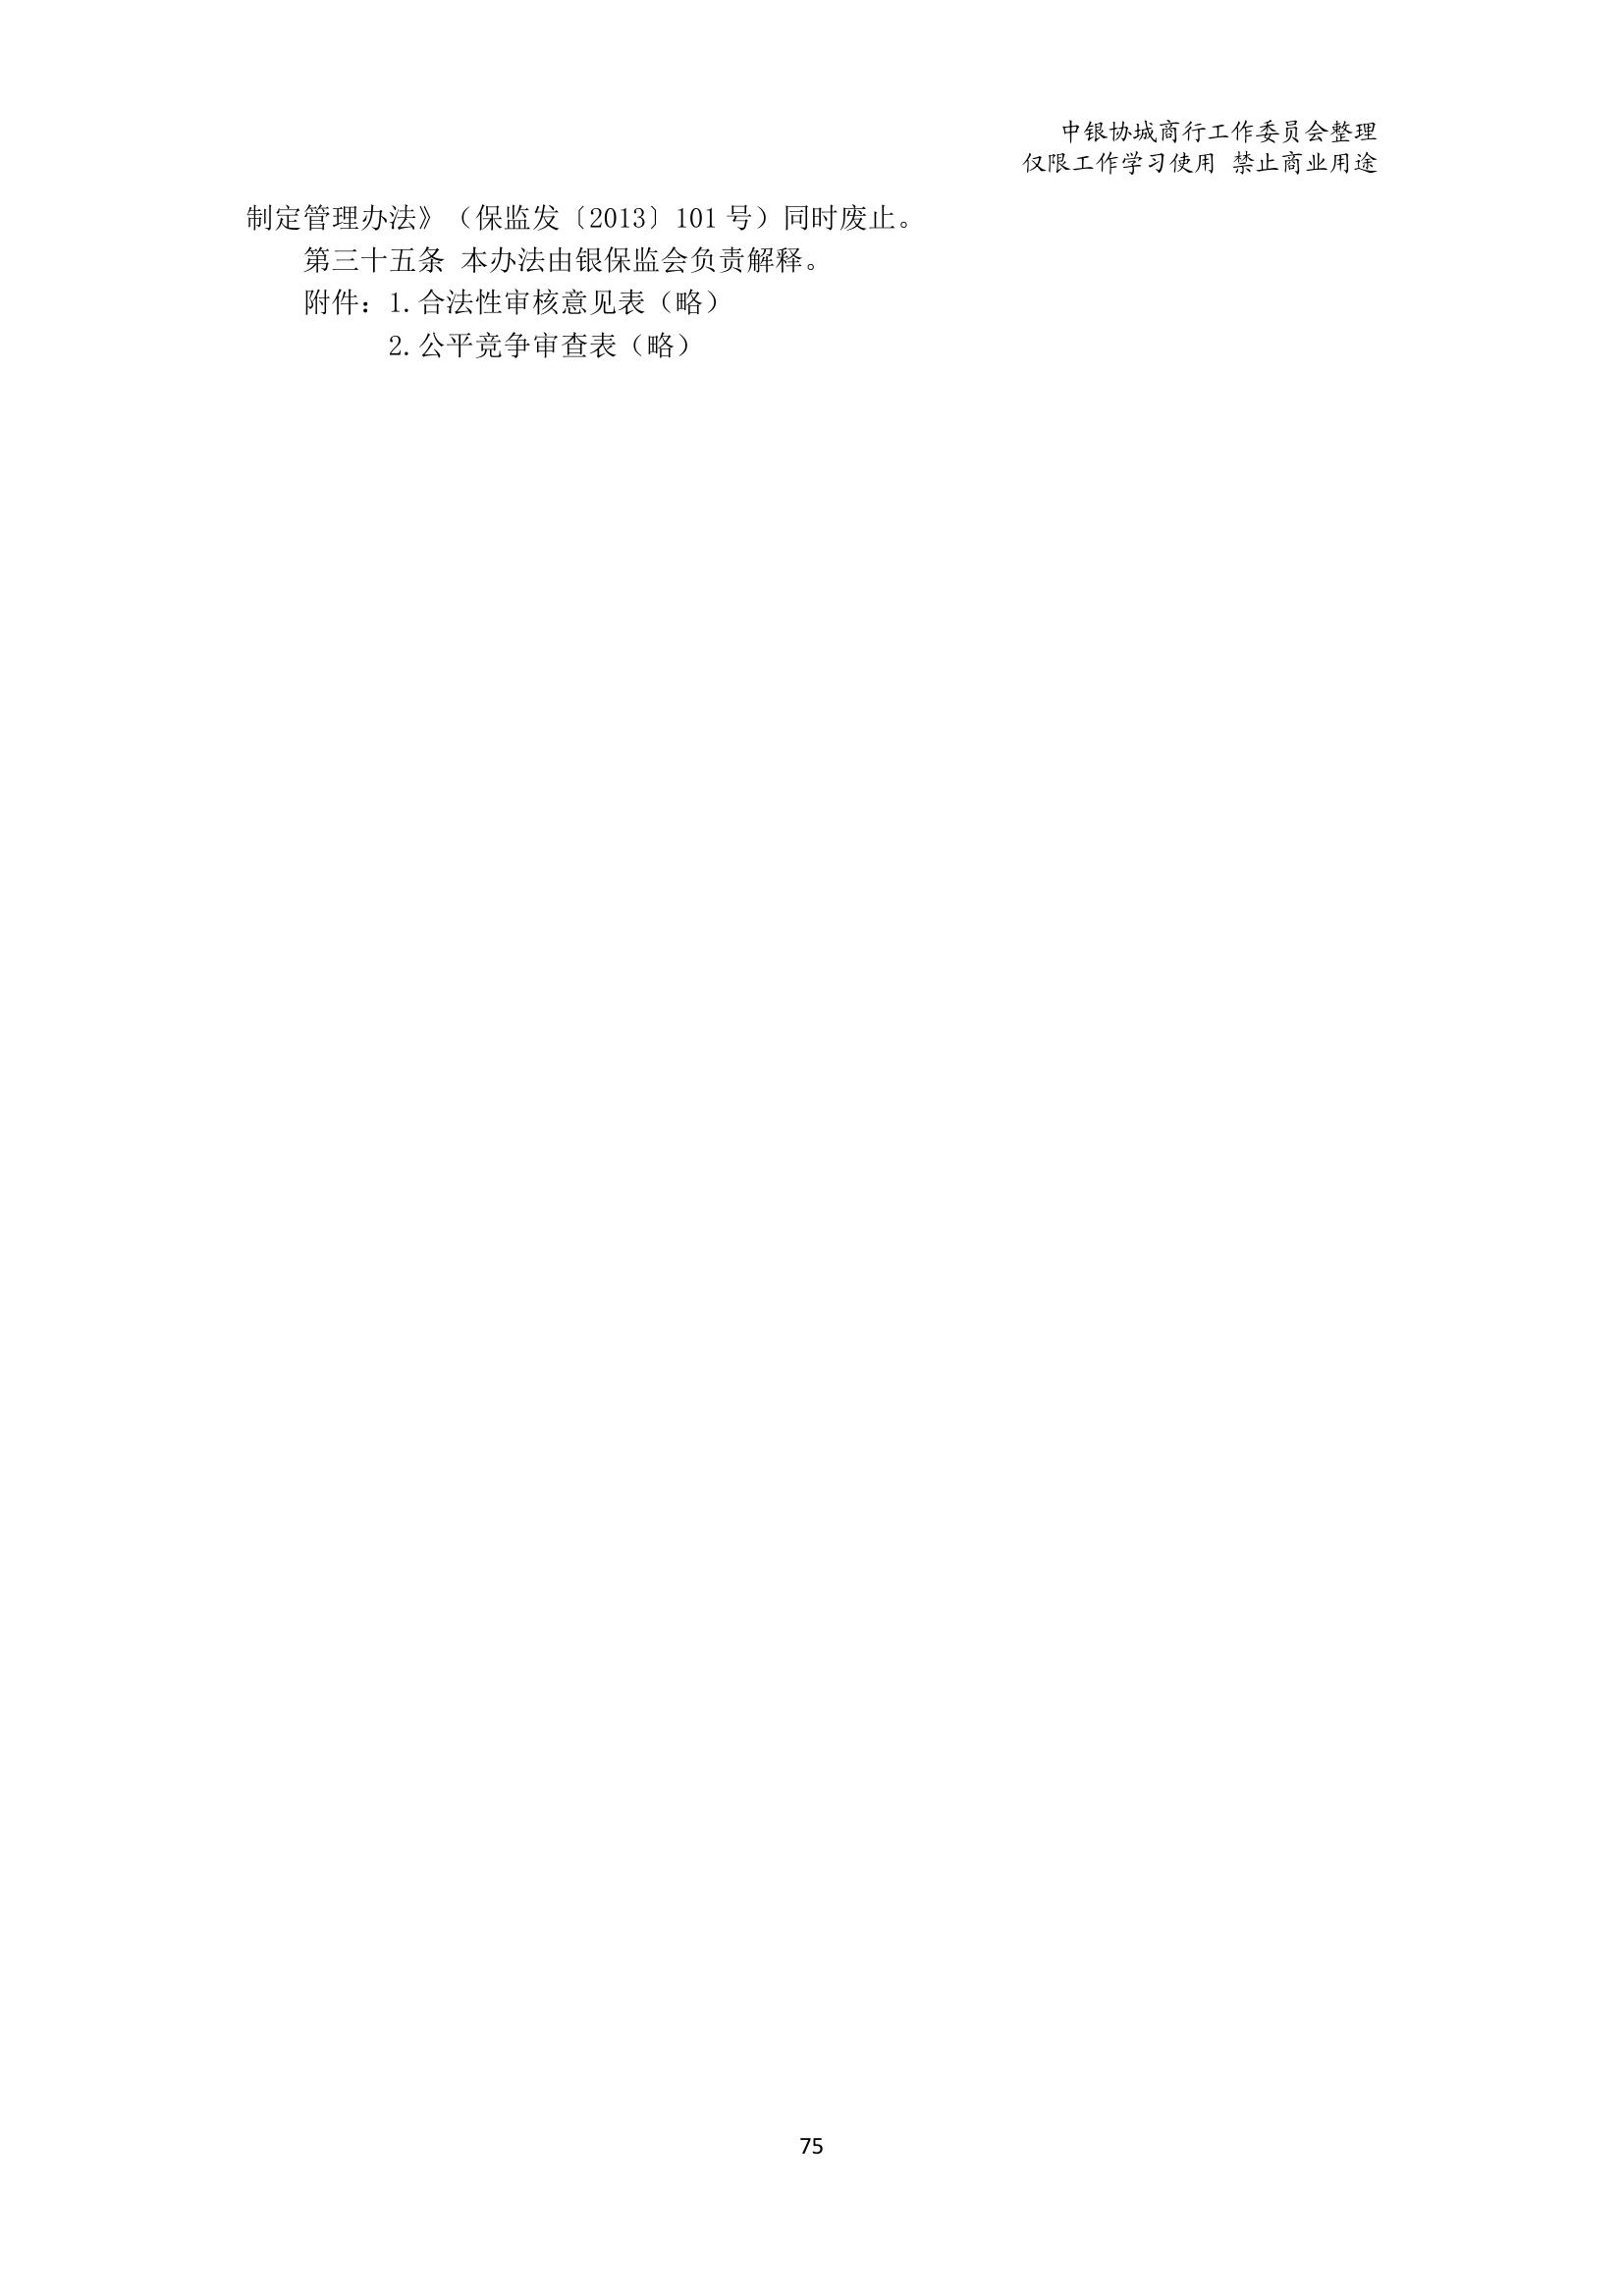 中银协城商行工作委员会整理
仅限工作学习使用 禁止商业用途
制定管理办法》（保监发〔2013〕101 号）同时废止。
第三十五条 本办法由银保监会负责解释。
附件：1.合法性审核意见表（略）
2.公平竞争审查表（略）
75